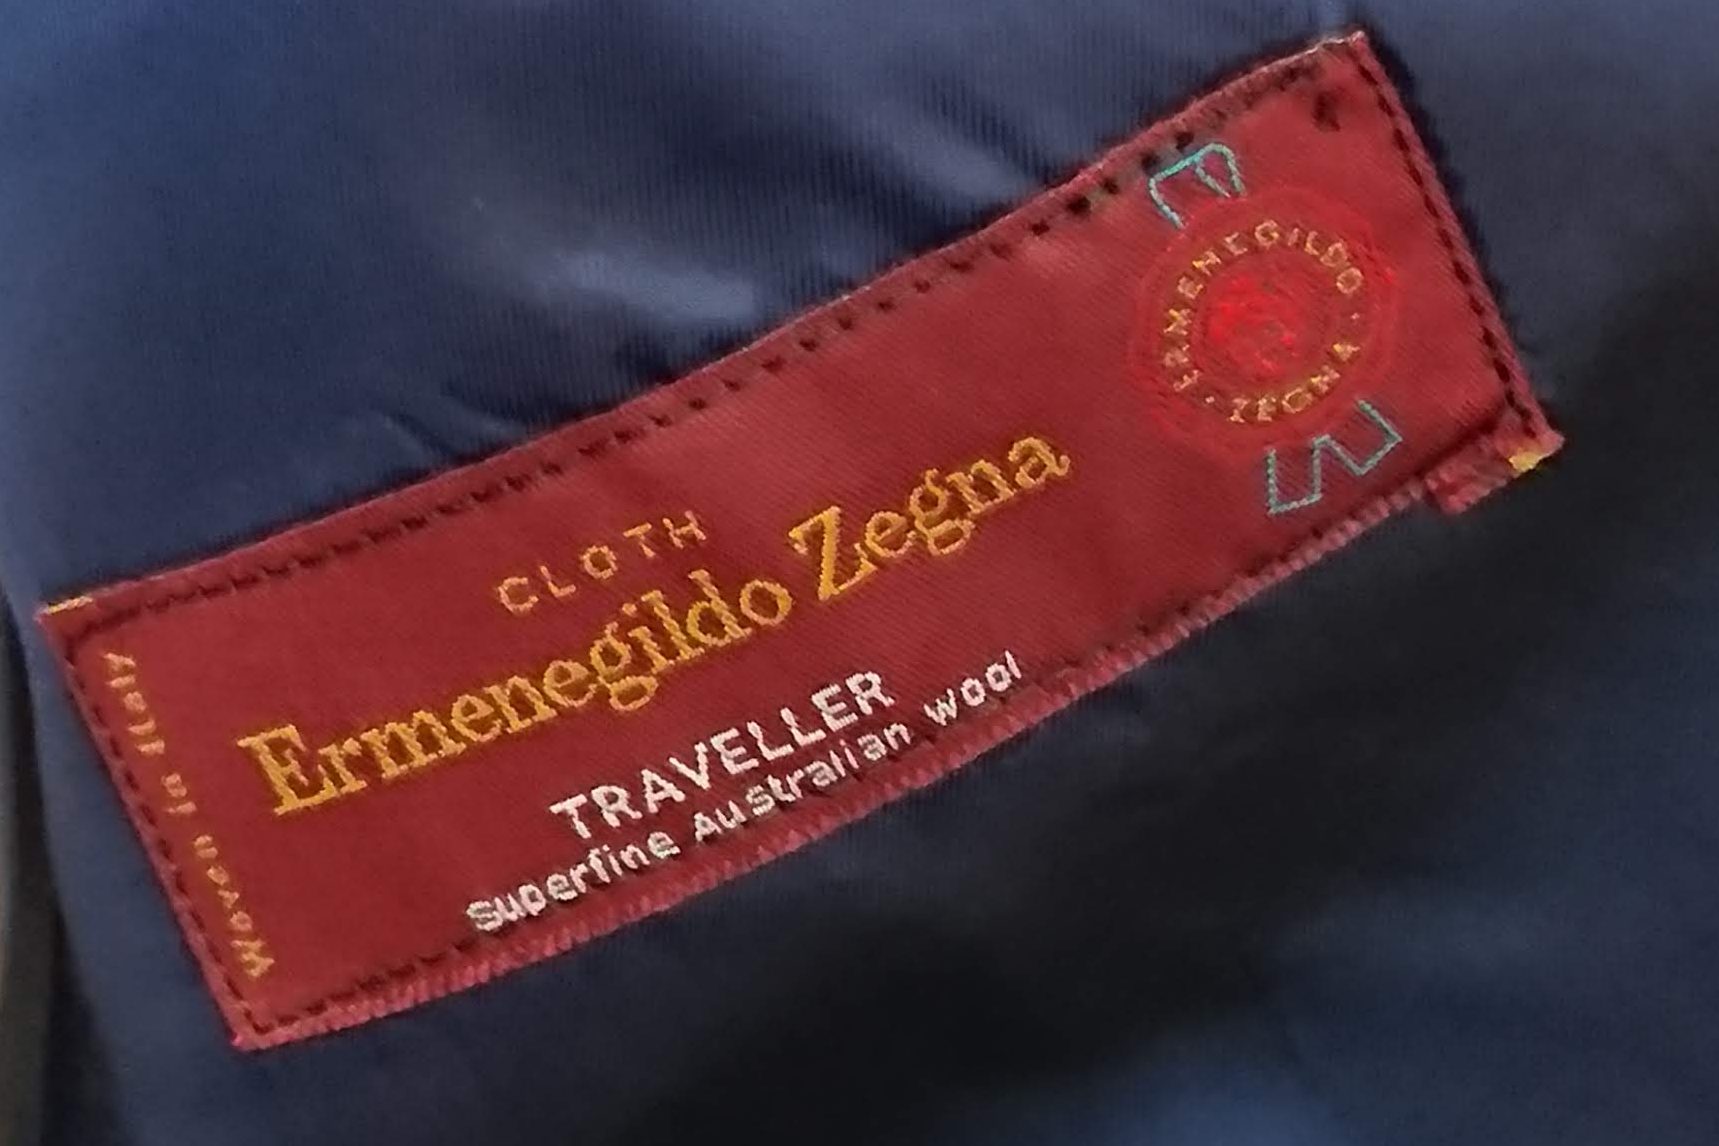 CLOTH
Ermenegildo Zegna
TRAVELLER
superfine Australian wool
Woven in Italy
ERMENEGILDO
ZEGNA